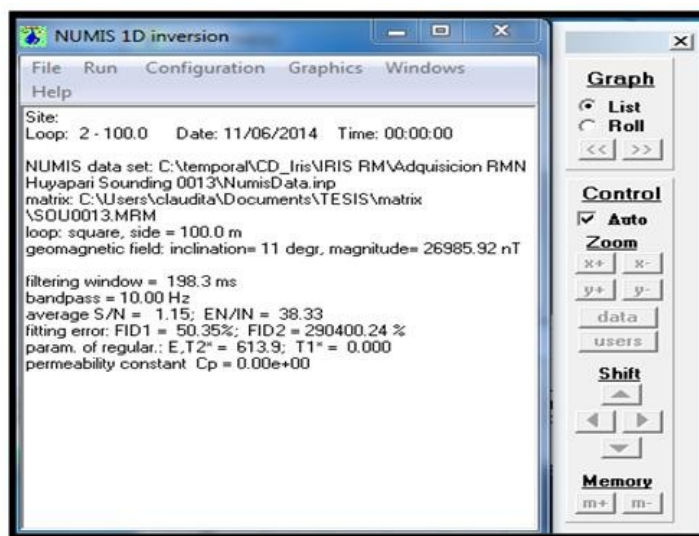 NUMIS 1D inversion
File Run Configuration Graphics Windows
Help
Site:
Loop: 2 - 100.0 Date: 11/06/2014 Time: 00:00:00
NUMIS data set: C:\temporal\CD_Iris\IRIS RM\Adquisicion RMN
Huyapari Sounding 0013\NumisData.inp
matrix: C:\Users\claudita\Documents\TESIS\matrix
\SOU0013.MRM
loop: square, side = 100.0 m
geomagnetic field: inclination= 11 degr, magnitude= 26985.92 nT
filtering window = 198.3 ms
bandpass = 10.00 Hz
average S/N = 1.15; EN/IN = 38.33
fitting error: FID1 = 50.35%; FID2 = 290400.24 %
param. of regular.: E,T2* = 613.9; T1* = 0.000
permeability constant Cp = 0.00e+00
Graph
List
Roll
<< >>
Control
Auto
Zoom
x+ x-
y+ y-
data
users
Shift
Memory
m+ m-